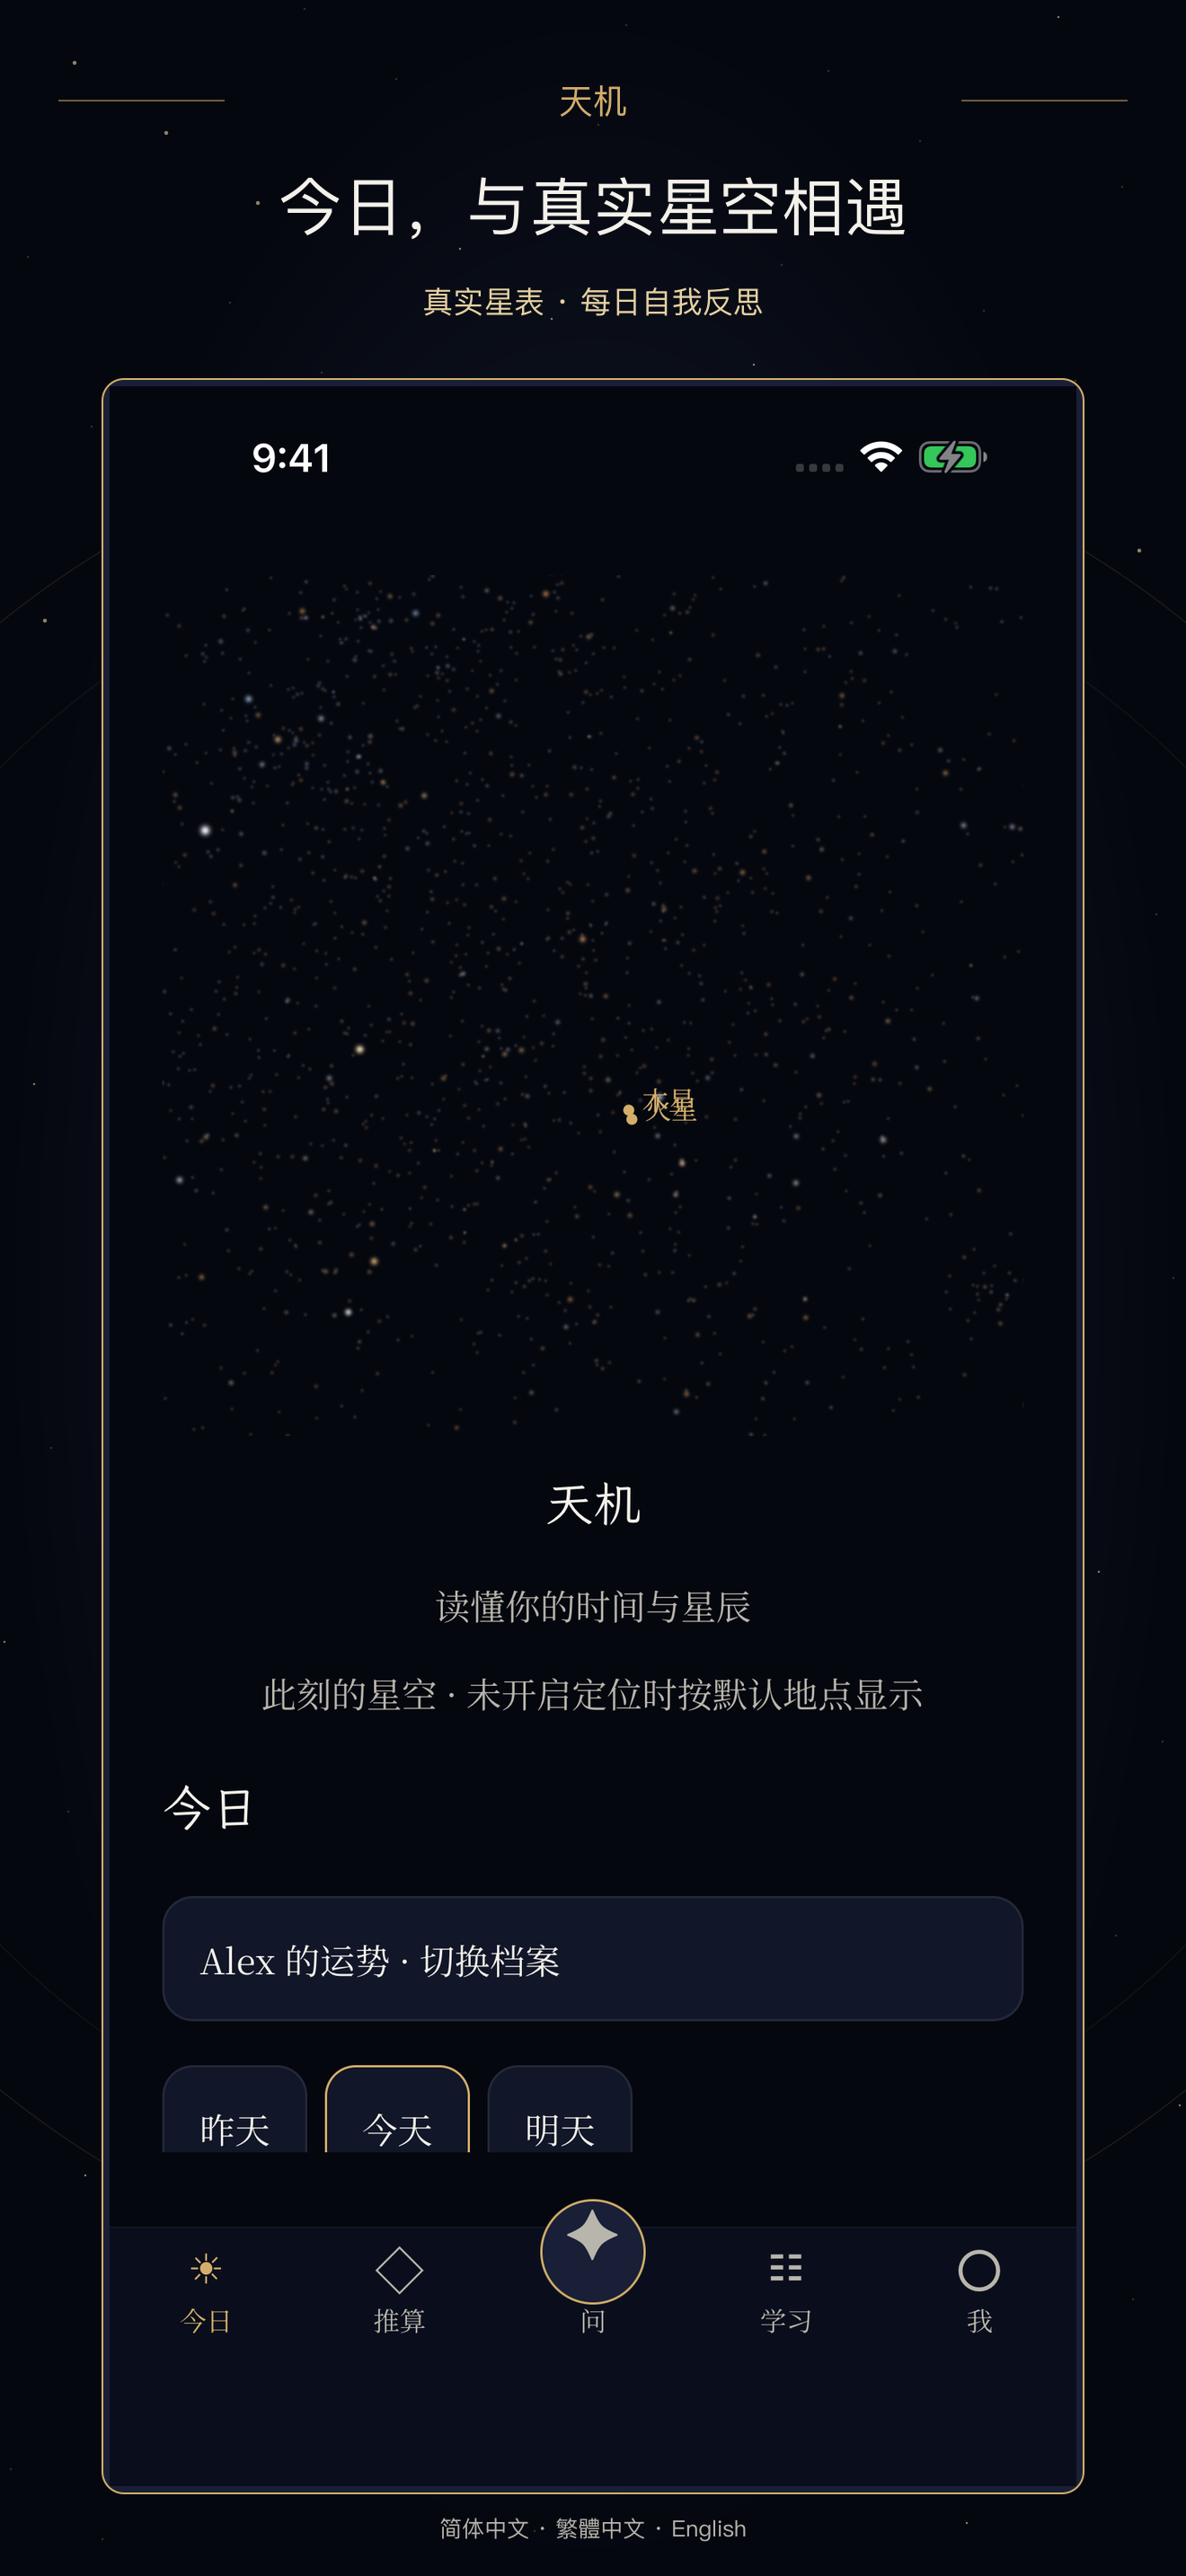 天机
今日，与真实星空相遇
真实星表 · 每日自我反思
9:41
火星
天机
读懂你的时间与星辰
此刻的星空 · 未开启定位时按默认地点显示
今日
Alex 的运势 · 切换档案
昨天 今天 明天
今日 推算 问 学习 我
简体中文 · 繁體中文 · English